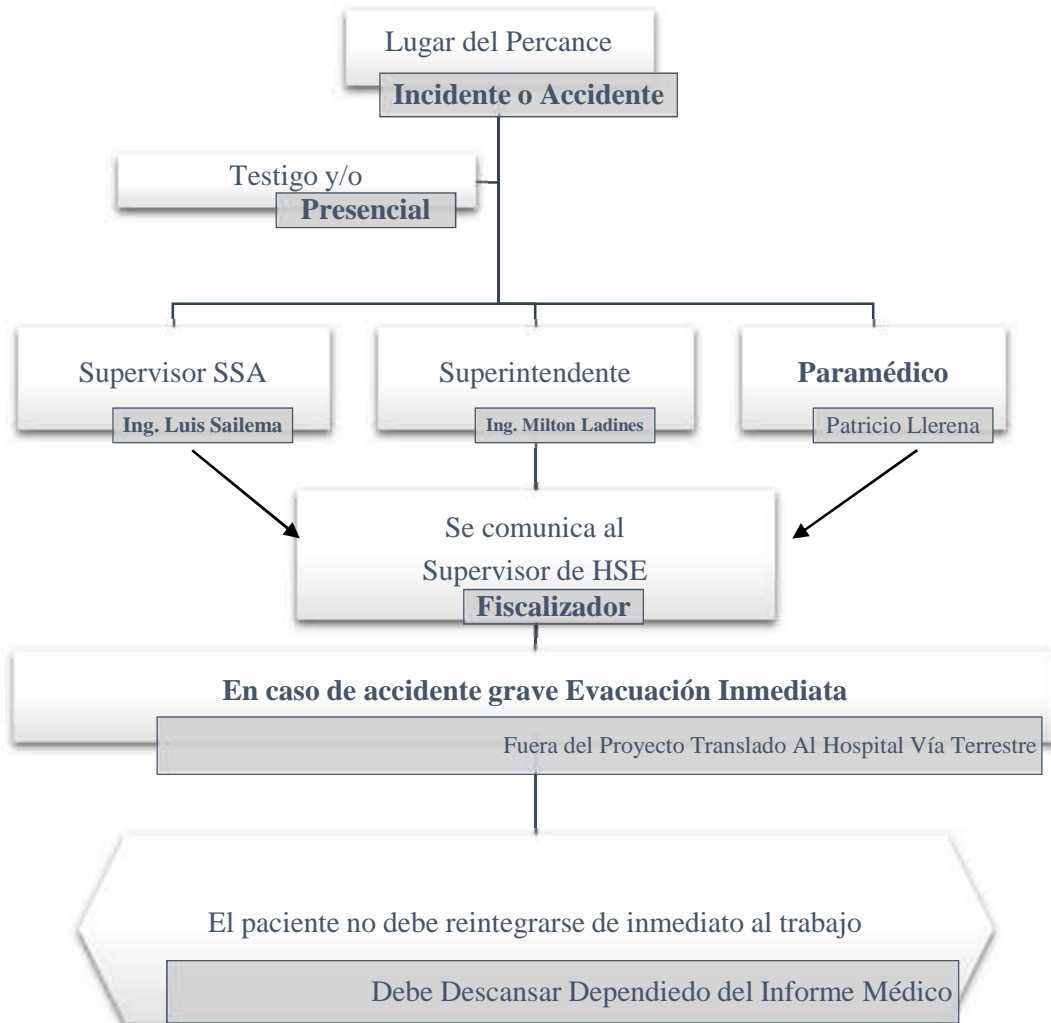 Lugar del Percance
Incidente o Accidente
Testigo y/o
Presencial
Supervisor SSA
Ing. Luis Sailema
Superintendente
Ing. Milton Ladines
Paramédico
Patricio Llerena
Se comunica al
Supervisor de HSE
Fiscalizador
En caso de accidente grave Evacuación Inmediata
Fuera del Proyecto Translado Al Hospital Vía Terrestre
El paciente no debe reintegrarse de inmediato al trabajo
Debe Descansar Dependiedo del Informe Médico